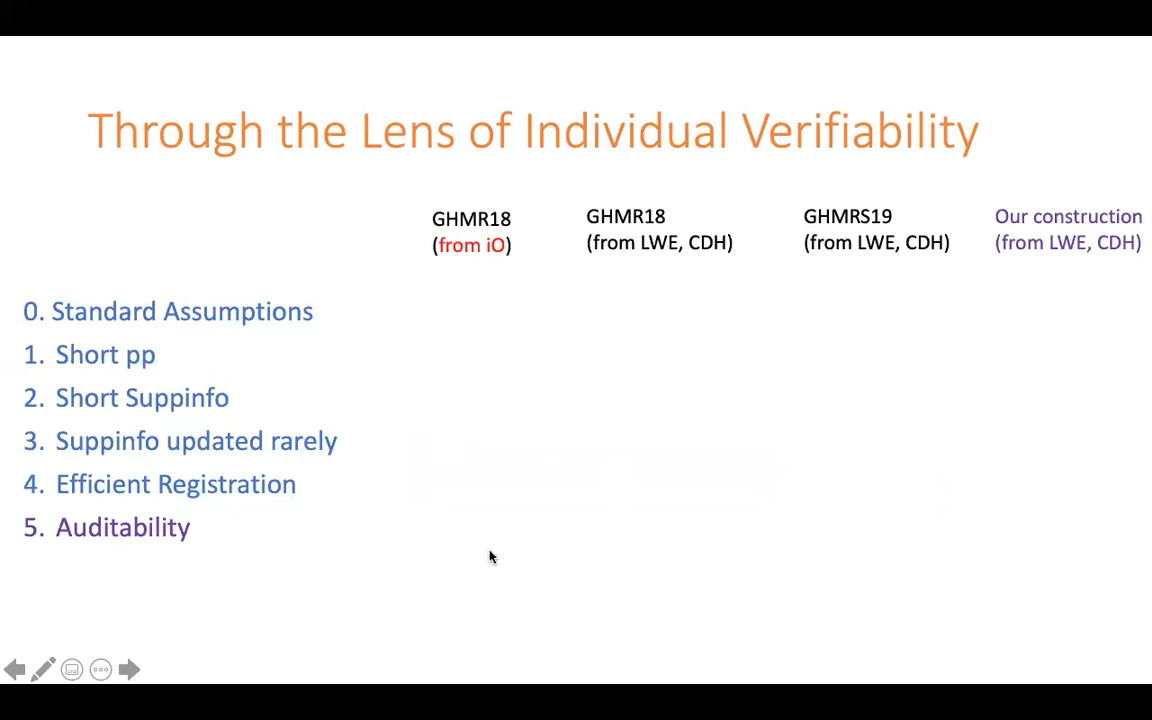 Through the Lens of Individual Verifiability
GHMR18
(from iO)
GHMR18
(from LWE, CDH)
GHMRS19
(from LWE, CDH)
Our construction
(from LWE, CDH)
0. Standard Assumptions
1. Short pp
2. Short Suppinfo
3. Suppinfo updated rarely
4. Efficient Registration
5. Auditability